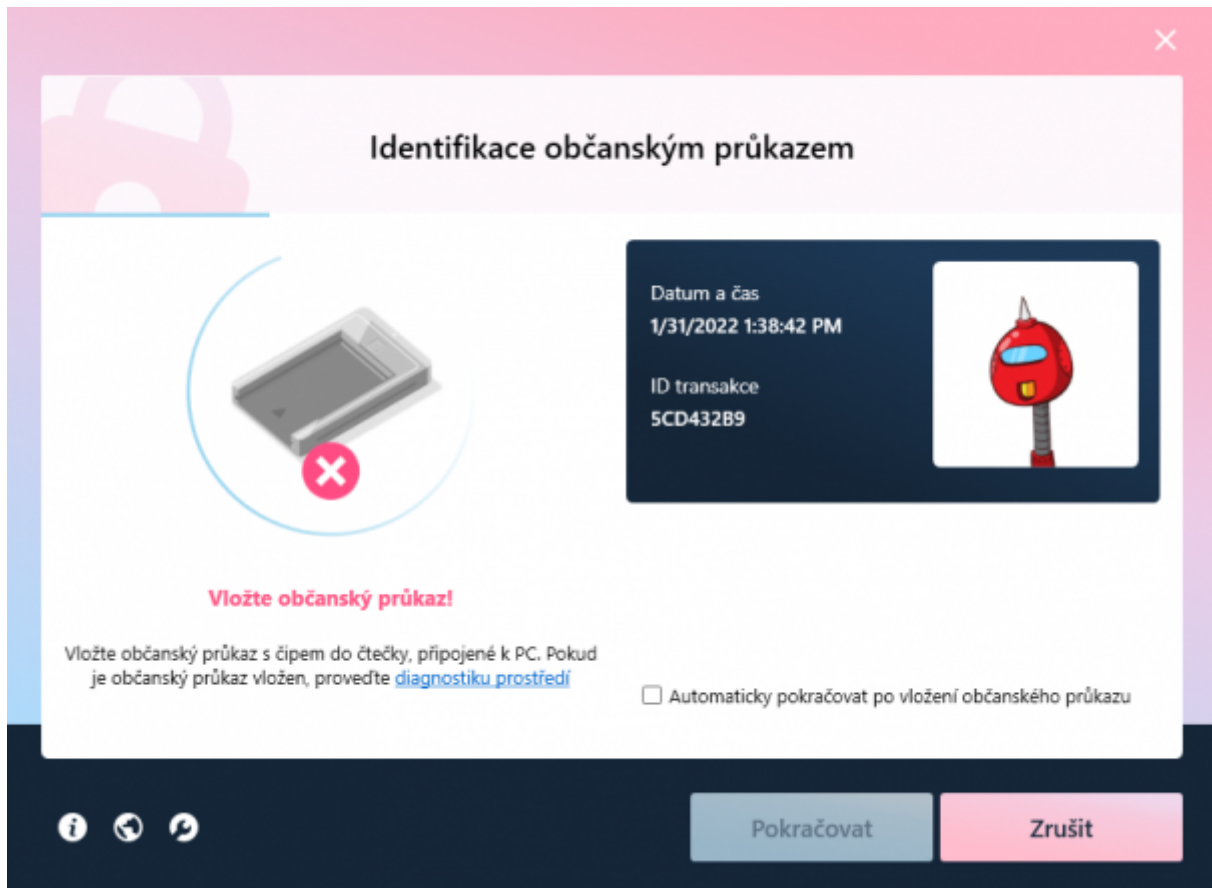 Identifikace občanským průkazem
Datum a čas
1/31/2022 1:38:42 PM
ID transakce
5CD432B9
Vložte občanský průkaz!
Vložte občanský průkaz s čipem do čtečky, připojené k PC. Pokud
je občanský průkaz vložen, proveďte diagnostiku prostředí
Automaticky pokračovat po vložení občanského průkazu
Pokračovat
Zrušit